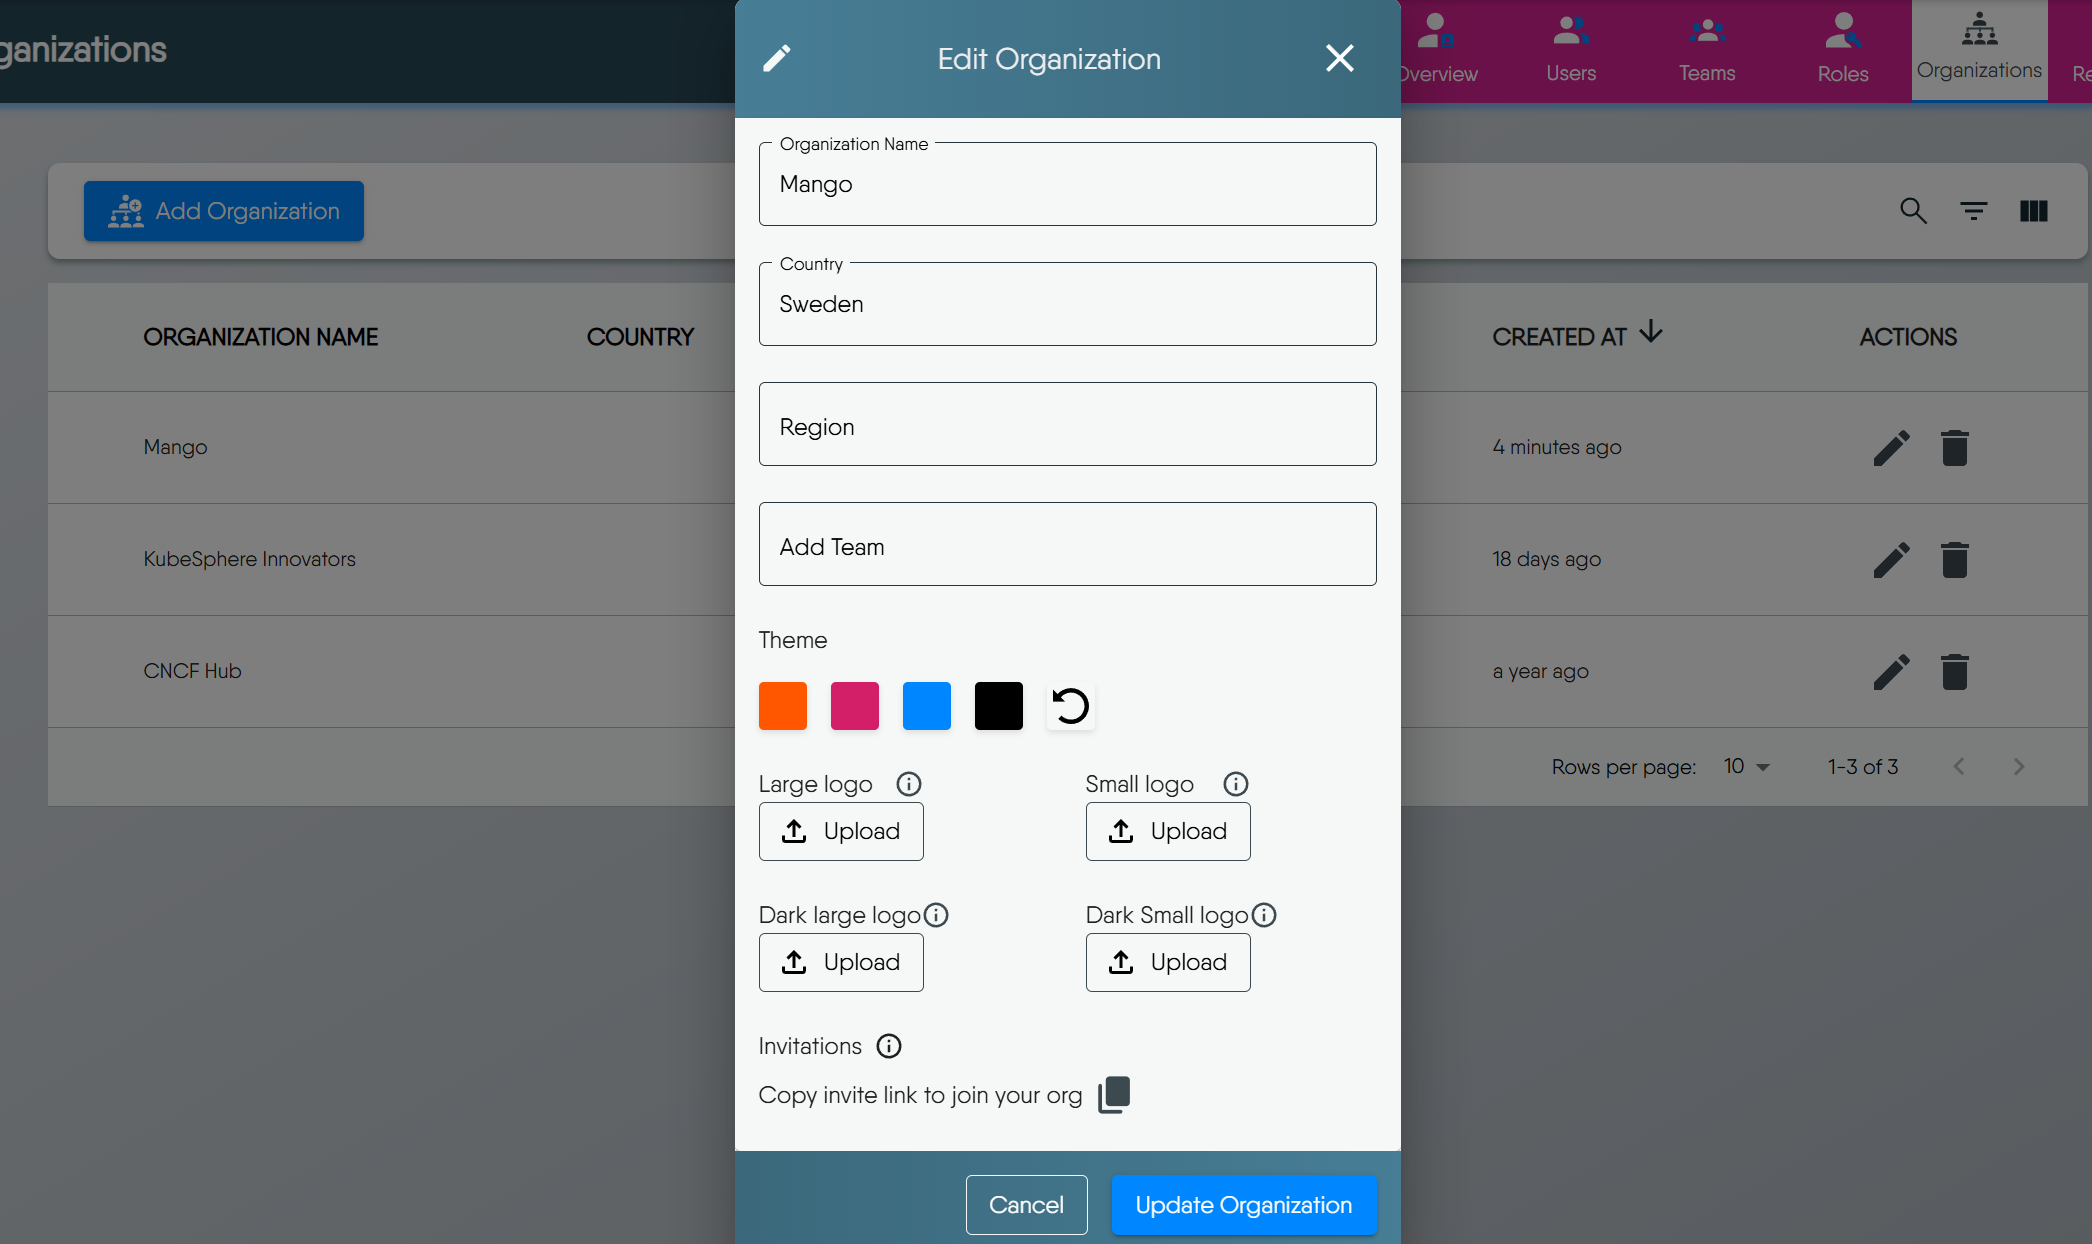 ganizations
Edit Organization
Overview
Users
Teams
Roles
Organizations
Re
Add Organization
Organization Name
Mango
Country
Sweden
Region
Add Team
ORGANIZATION NAME
COUNTRY
CREATED AT
ACTIONS
Mango
4 minutes ago
KubeSphere Innovators
18 days ago
CNCF Hub
a year ago
Rows per page:
10
1-3 of 3
Theme
Large logo
Small logo
Upload
Upload
Dark large logo
Dark Small logo
Upload
Upload
Invitations
Copy invite link to join your org
Cancel
Update Organization